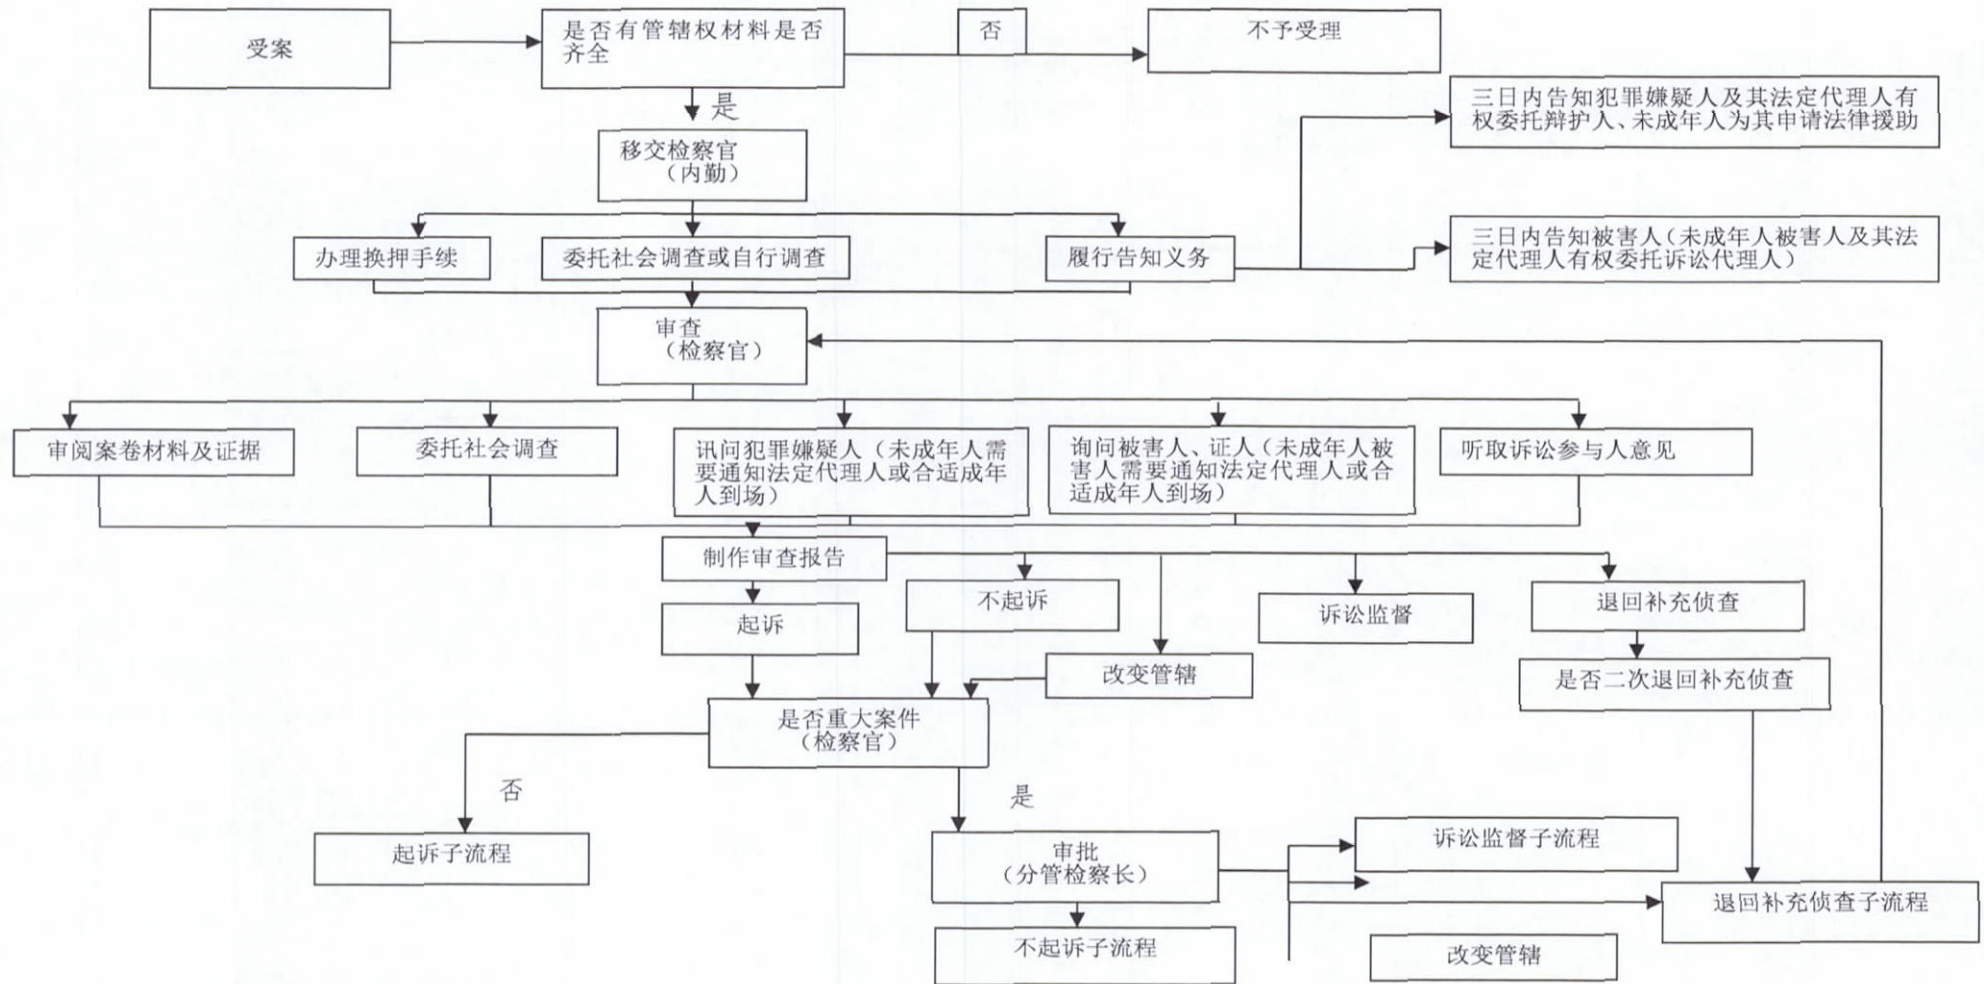 受案
是否有管辖权材料是否
齐全
否
不予受理
是
三日内告知犯罪嫌疑人及其法定代理人有
权委托辩护人、未成年人为其申请法律援助
移交检察官
（内勤）
办理换押手续
委托社会调查或自行调查
履行告知义务
三日内告知被害人（未成年人被害人及其法
定代理人有权委托诉讼代理人）
审查
（检察官）
审阅案卷材料及证据
委托社会调查
讯问犯罪嫌疑人（未成年人需
要通知法定代理人或合适成年
人到场）
询问被害人、证人（未成年人被
害人需要通知法定代理人或合
适成年人到场）
听取诉讼参与人意见
制作审查报告
起诉
不起诉
改变管辖
诉讼监督
退回补充侦查
是否二次退回补充侦查
是否重大案件
（检察官）
否
是
起诉子流程
审批
（分管检察长）
诉讼监督子流程
退回补充侦查子流程
不起诉子流程
改变管辖